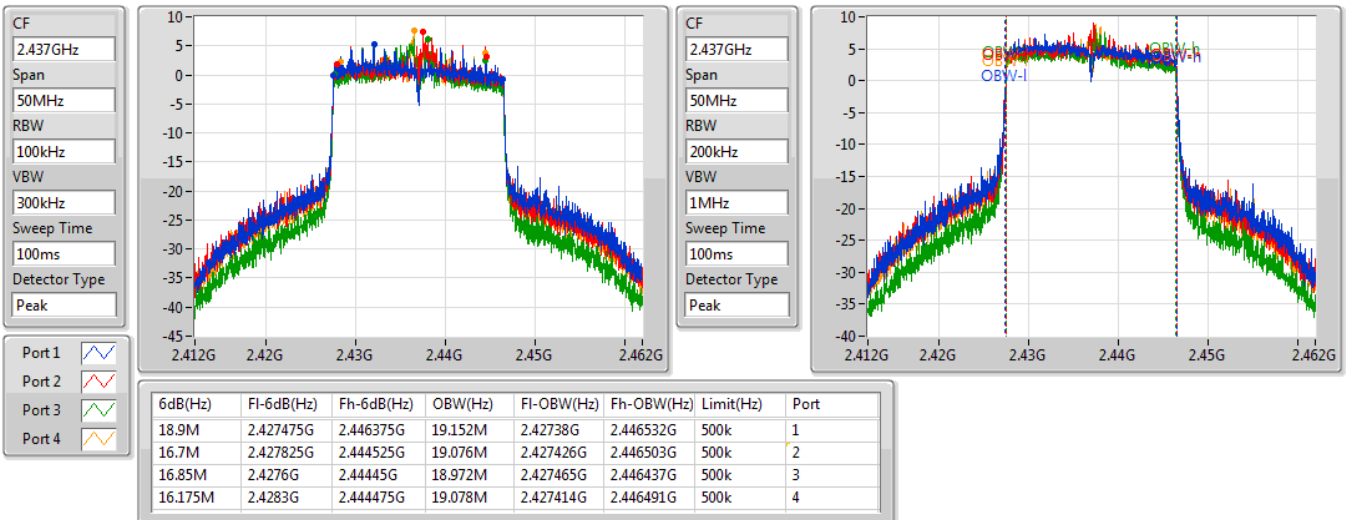 CF
2.437GHz
Span
50MHz
RBW
100kHz
VBW
300kHz
Sweep Time
100ms
Detector Type
Peak
10
5
0
-5
-10
-15
-20
-25
-30
-35
-40
-45
2.412G 2.42G 2.43G 2.44G 2.45G 2.462G
CF
2.437GHz
Span
50MHz
RBW
200kHz
VBW
1MHz
Sweep Time
100ms
Detector Type
Peak
10
5
0
-5
-10
-15
-20
-25
-30
-35
-40
OBW-h
OBW-l
2.412G 2.42G 2.43G 2.44G 2.45G 2.462G
Port 1
Port 2
Port 3
Port 4
6dB(Hz) Fl-6dB(Hz) Fh-6dB(Hz) OBW(Hz) Fl-OBW(Hz) Fh-OBW(Hz) Limit(Hz) Port
18.9M 2.427475G 2.446375G 19.152M 2.42738G 2.446532G 500k 1
16.7M 2.427825G 2.444525G 19.076M 2.427426G 2.446503G 500k 2
16.85M 2.4276G 2.44445G 18.972M 2.427465G 2.446437G 500k 3
16.175M 2.4283G 2.444475G 19.078M 2.427414G 2.446491G 500k 4